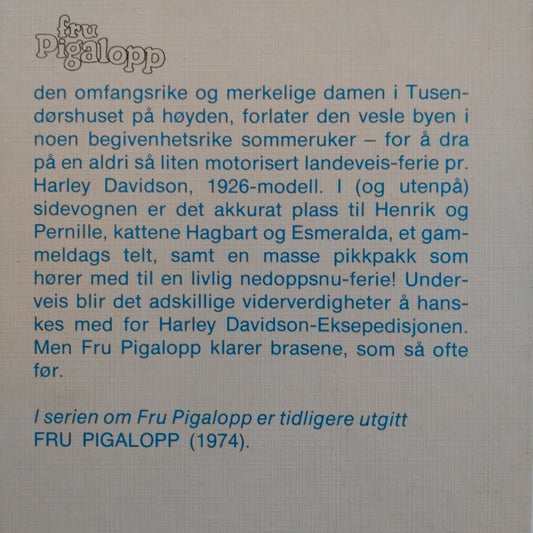 fru
Pigalopp
den omfangsrike og merkelige damen i Tusen-
dørshuset på høyden, forlater den vesle byen i
noen begivenhetsrike sommeruker – for å dra
på en aldri så liten motorisert landeveis-ferie pr.
Harley Davidson, 1926-modell. I (og utenpå)
sidevognen er det akkurat plass til Henrik og
Pernille, kattene Hagbart og Esmeralda, et gam-
meldags telt, samt en masse pikkpakk som
hører med til en livlig nedoppsnu-ferie! Under-
veis blir det adskillige viderverdigheter å hans-
kes med for Harley Davidson-Eksepedisjonen.
Men Fru Pigalopp klarer brasene, som så ofte
før.
I serien om Fru Pigalopp er tidligere utgitt
FRU PIGALOPP (1974).